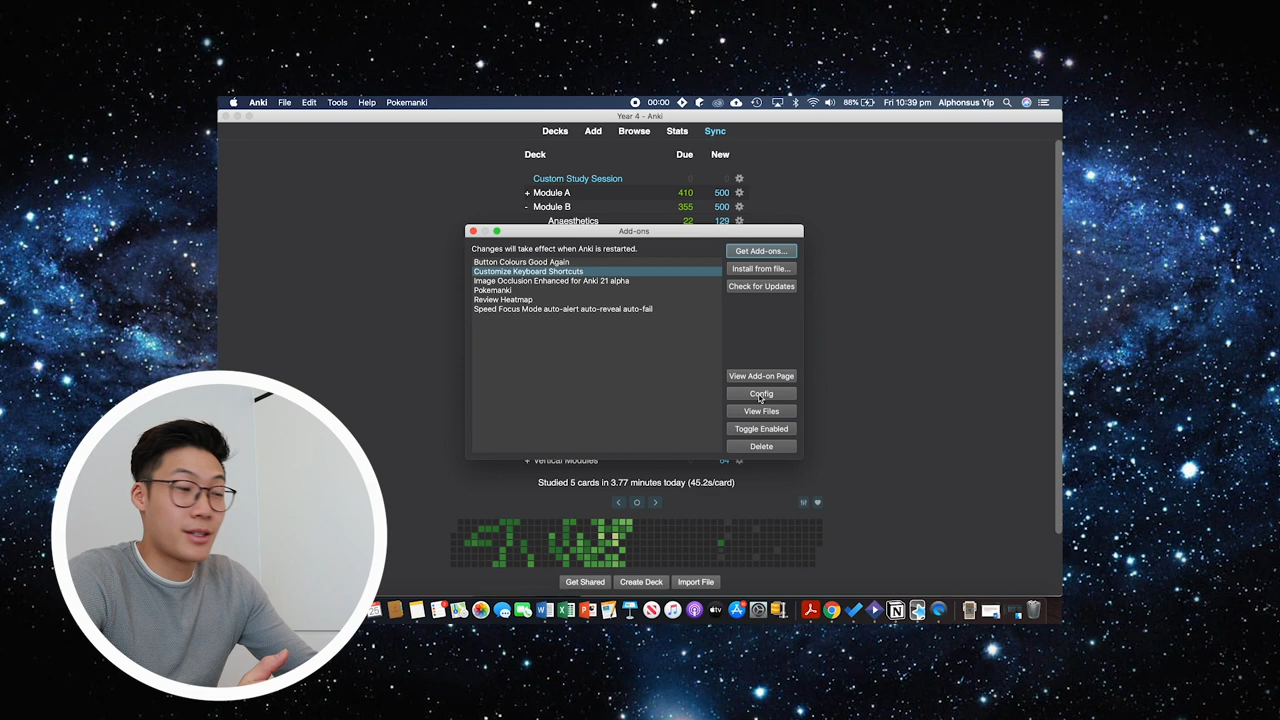 Anki File Edit Tools Help Pokemanki 00:00 88% Fri 10:39 pm Alphonsus Yip
Year 4 - Anki
Decks Add Browse Stats Sync
Deck Due New
Custom Study Session 0 0
+ Module A 410 500
- Module B 355 500
Anaesthetics 22 129
Add-ons
Changes will take effect when Anki is restarted.
Get Add-ons...
Button Colours Good Again
Customize Keyboard Shortcuts
Install from file...
Image Occlusion Enhanced for Anki 21 alpha
Check for Updates
Pokemanki
Review Heatmap
Speed Focus Mode auto-alert auto-reveal auto-fail
View Add-on Page
Config
View Files
Toggle Enabled
Delete
+ Vertical Modules 64
Studied 5 cards in 3.77 minutes today (45.2s/card)
Get Shared Create Deck Import File